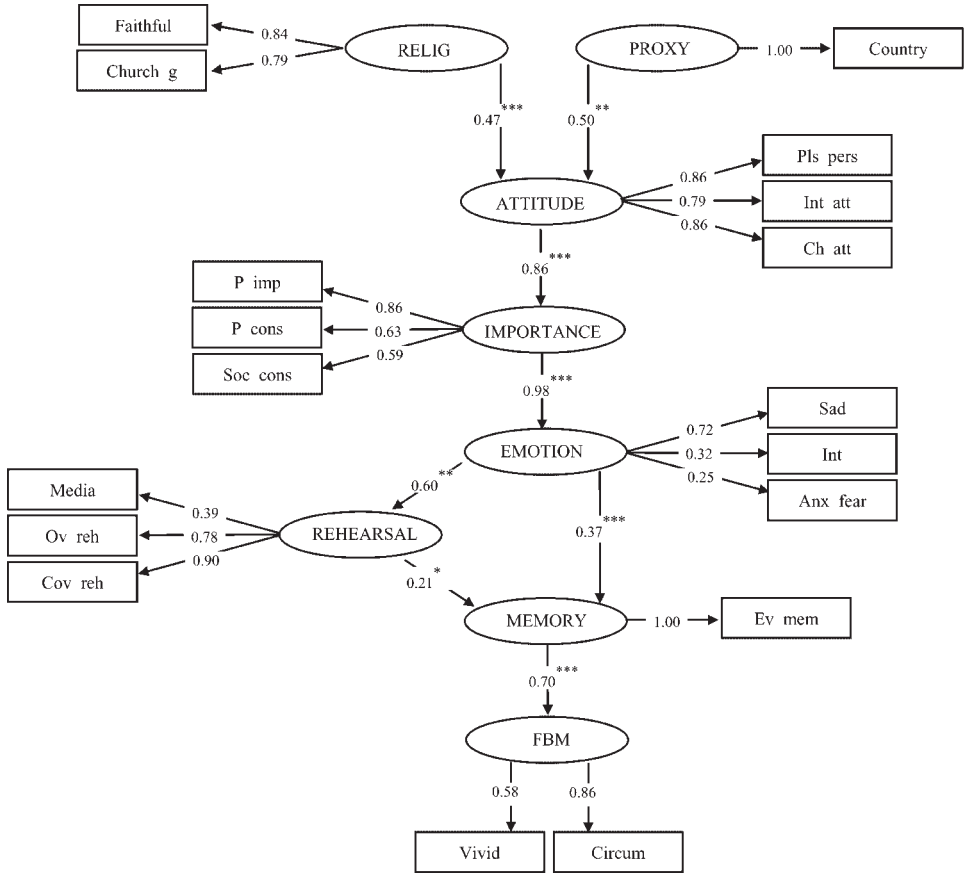 Faithful
0.84
RELIG
PROXY
1.00
Country
Church g
0.79
0.47***
0.50**
Pls pers
0.86
ATTITUDE
0.79
Int att
0.86
Ch att
0.86***
P imp
0.86
P cons
0.63
IMPORTANCE
Soc cons
0.59
0.98***
Sad
0.72
EMOTION
0.32
Int
0.25
Anx fear
0.60**
Media
0.39
0.37***
Ov reh
0.78
REHEARSAL
Cov reh
0.90
0.21*
MEMORY
1.00
Ev mem
0.70***
FBM
0.58
0.86
Vivid
Circum